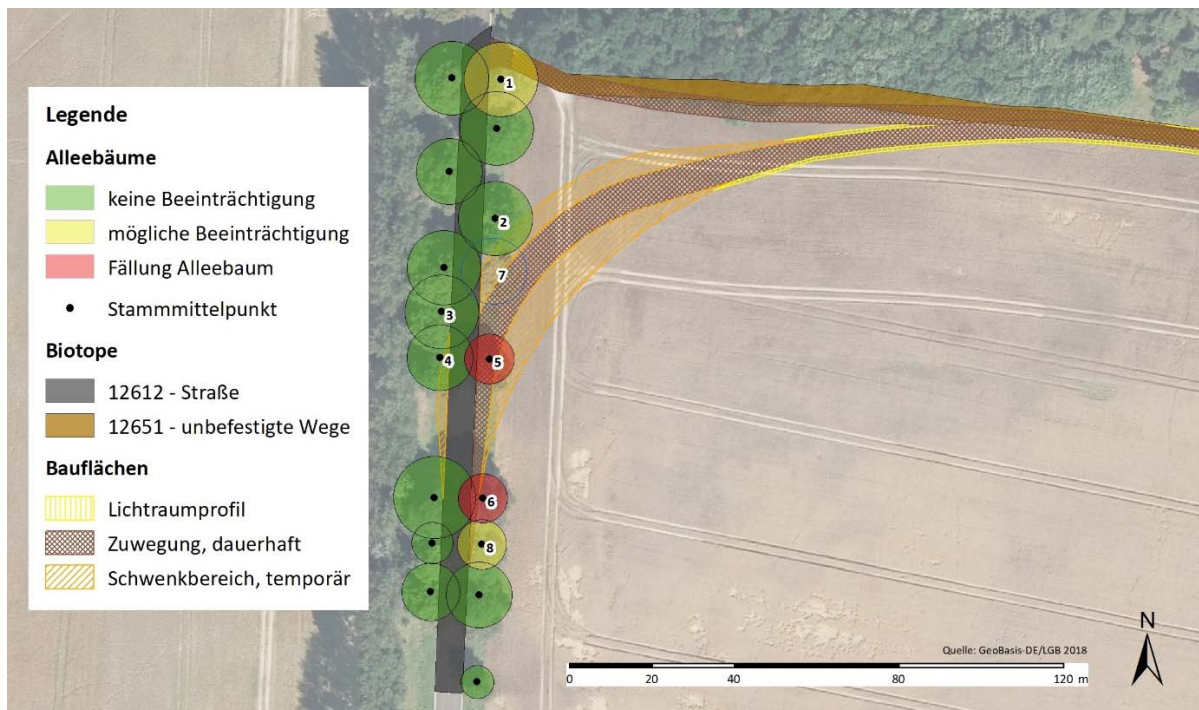 Legende
Alleebäume
keine Beeinträchtigung
mögliche Beeinträchtigung
Fällung Alleebaum
Stammmittelpunkt
Biotope
12612 - Straße
12651 - unbefestigte Wege
Bauflächen
Lichtraumprofil
Zuwegung, dauerhaft
Schwenkbereich, temporär
1
2
7
3
4
5
6
8
N
Quelle: GeoBasis-DE/LGB 2018
0 20 40 80 120 m